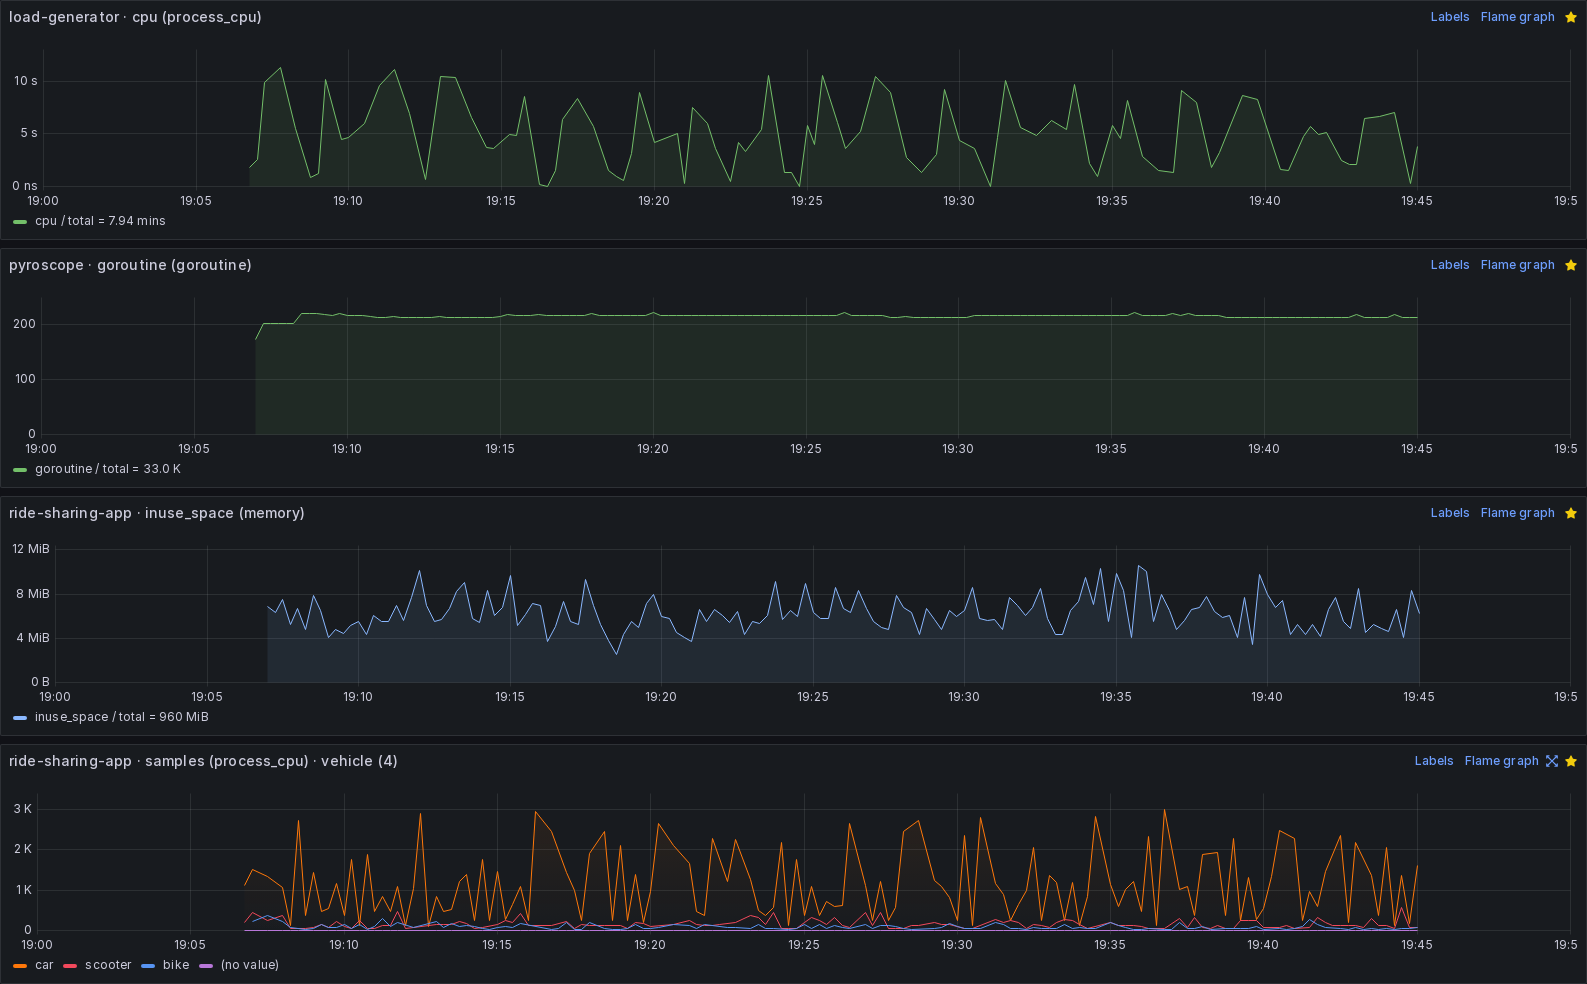 load-generator · cpu (process_cpu) Labels Flame graph
10 s
5 s
0 ns
19:00 19:05 19:10 19:15 19:20 19:25 19:30 19:35 19:40 19:45 19:5
cpu / total = 7.94 mins
pyroscope · goroutine (goroutine) Labels Flame graph
200
100
0
19:00 19:05 19:10 19:15 19:20 19:25 19:30 19:35 19:40 19:45 19:5
goroutine / total = 33.0 K
ride-sharing-app · inuse_space (memory) Labels Flame graph
12 MiB
8 MiB
4 MiB
0 B
19:00 19:05 19:10 19:15 19:20 19:25 19:30 19:35 19:40 19:45 19:5
inuse_space / total = 960 MiB
ride-sharing-app · samples (process_cpu) · vehicle (4) Labels Flame graph
3 K
2 K
1 K
0
19:00 19:05 19:10 19:15 19:20 19:25 19:30 19:35 19:40 19:45 19:5
car scooter bike (no value)